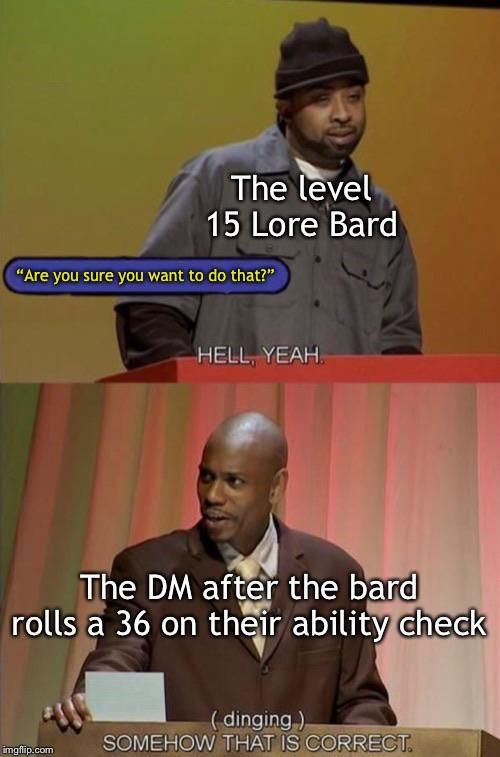 The level
15 Lore Bard
“Are you sure you want to do that?”
HELL, YEAH.
The DM after the bard
rolls a 36 on their ability check
( dinging )
SOMEHOW THAT IS CORRECT.
imgflip.com